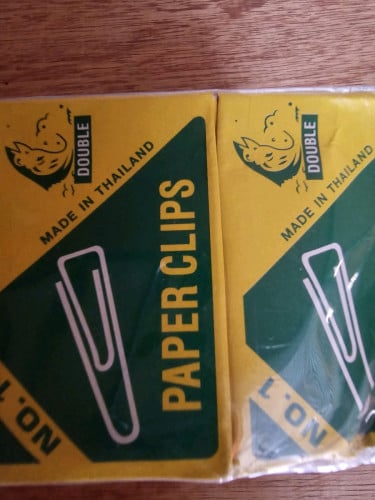 DOUBLE
MADE IN THAILAND
PAPER CLIPS
NO. 1
DOUBLE
MADE IN THAILAND
NO. 1